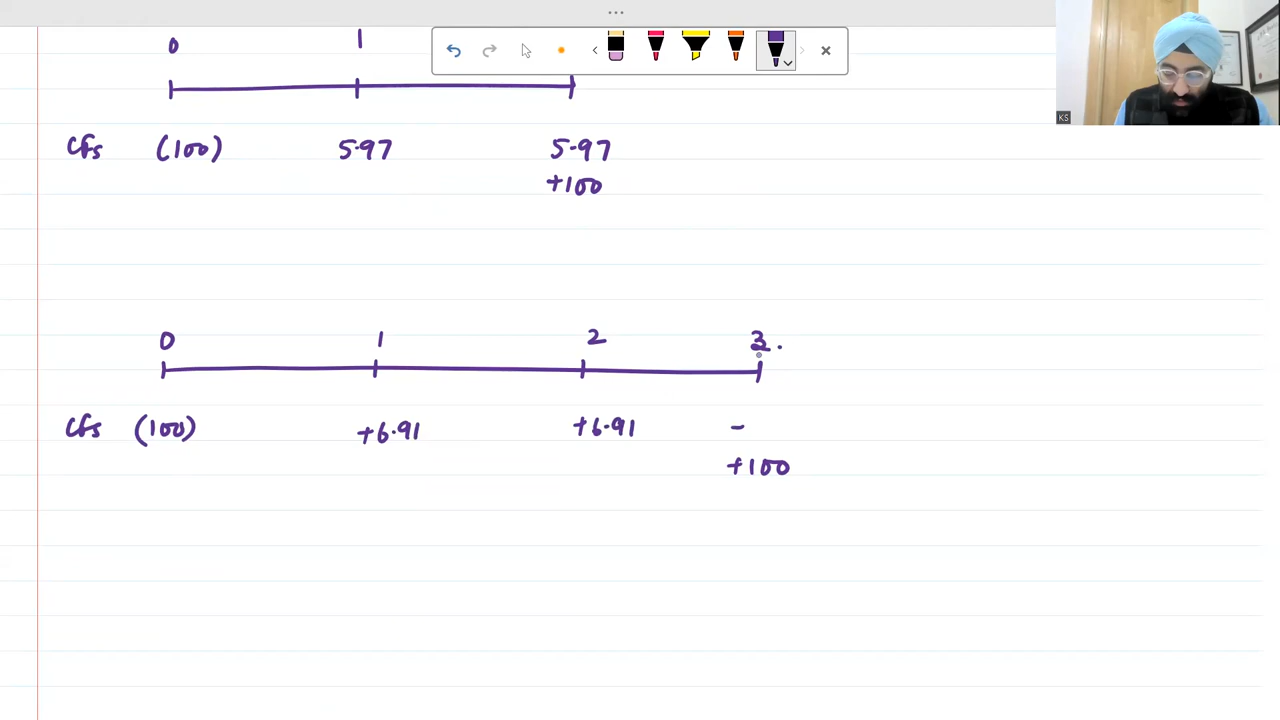 0 1
Cfs (100) 5.97 5.97
+100
0 1 2 3.
Cfs (100) +6.91 +6.91 -
+100
KS